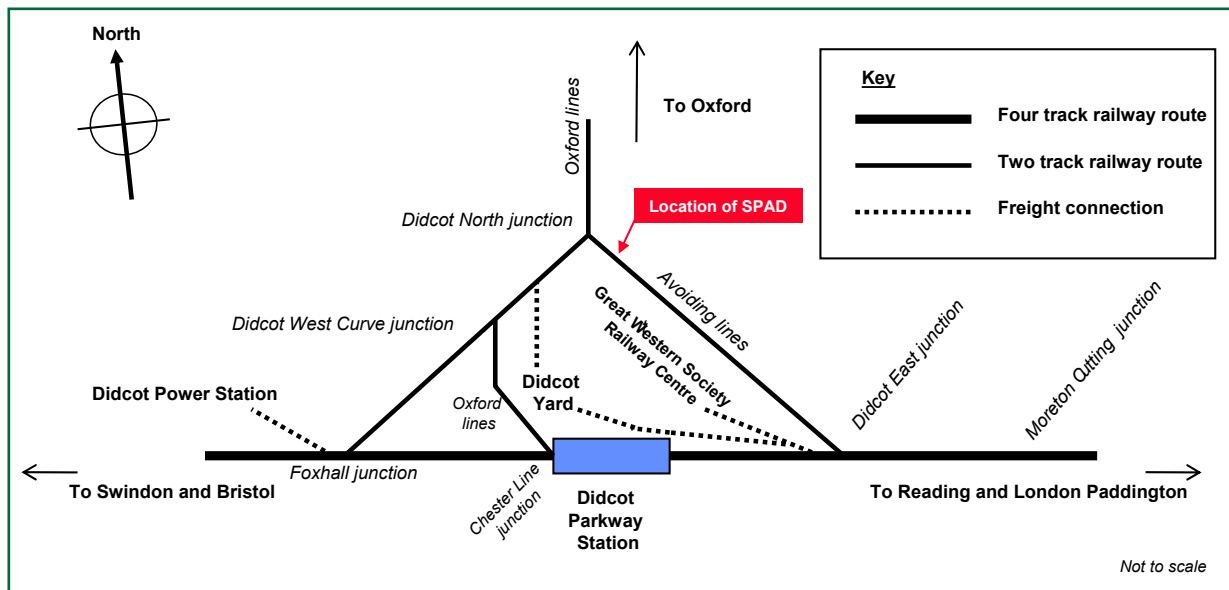 North
Oxford lines
To Oxford
Key
Four track railway route
Two track railway route
Freight connection
Location of SPAD
Didcot North junction
Avoiding lines
Great Western Society
Railway Centre
Didcot West Curve junction
Didcot East junction
Moreton Cutting junction
Didcot Power Station
Didcot
Yard
Oxford
lines
Foxhall junction
Chester Line
junction
To Swindon and Bristol
Didcot
Parkway
Station
To Reading and London Paddington
Not to scale